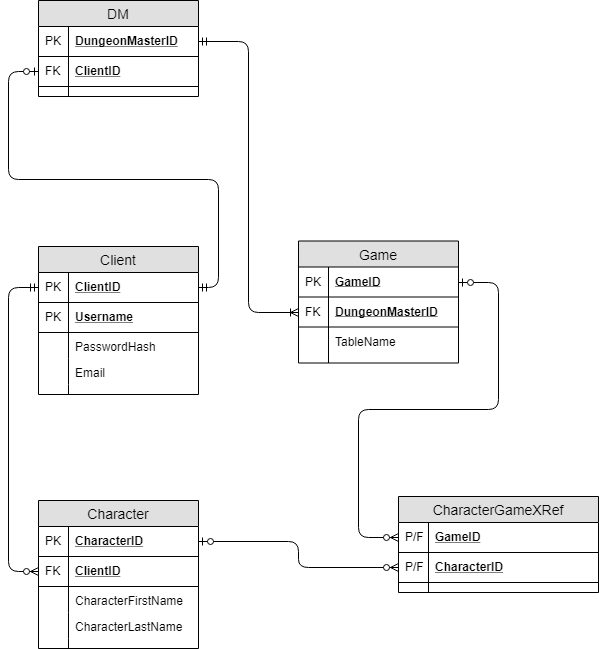 DM
PK DungeonMasterID
FK ClientID
Client
PK ClientID
PK Username
PasswordHash
Email
Game
PK GameID
FK DungeonMasterID
TableName
Character
PK CharacterID
FK ClientID
CharacterFirstName
CharacterLastName
CharacterGameXRef
P/F GameID
P/F CharacterID